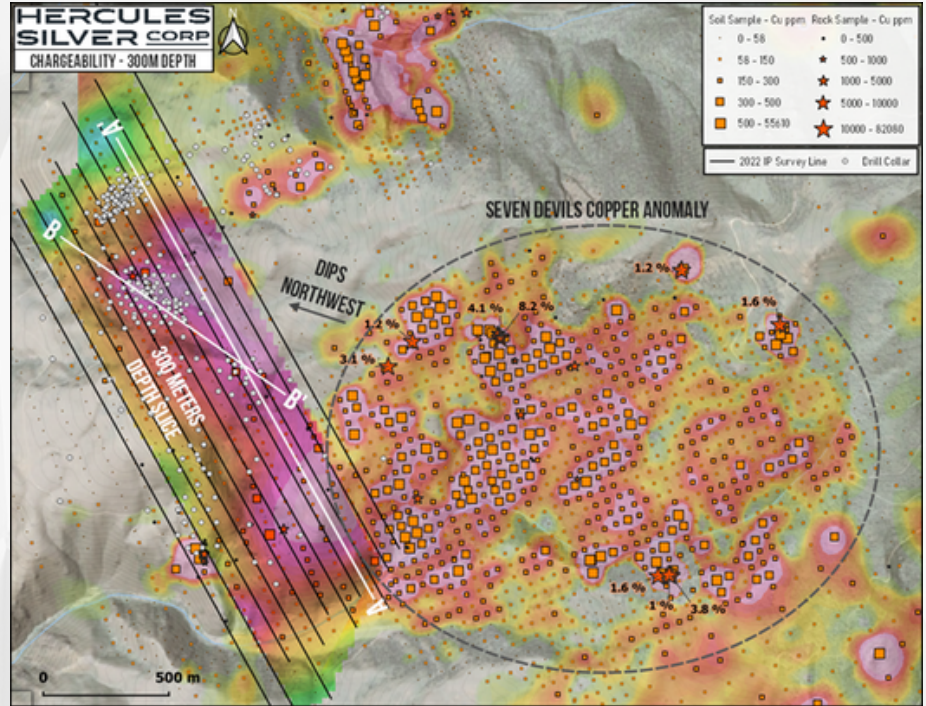 HERCULES
SILVER CORP
CHARGEABILITY - 300M DEPTH
N
Soil Sample - Cu ppm
0 - 56
56 - 150
150 - 300
300 - 500
500 - 55610
Rock Sample - Cu ppm
0 - 500
500 - 1000
1000 - 5000
5000 - 10000
10000 - 82080
2022 IP Survey Line
Drill Collar
SEVEN DEVILS COPPER ANOMALY
DIPS
NORTHWEST
A'
B
B'
A
300 METERS
DEPTH SLICE
1.2 %
1.6 %
4.1 %
8.2 %
1.2 %
3.1 %
1.6 %
1 %
3.8 %
0
500 m